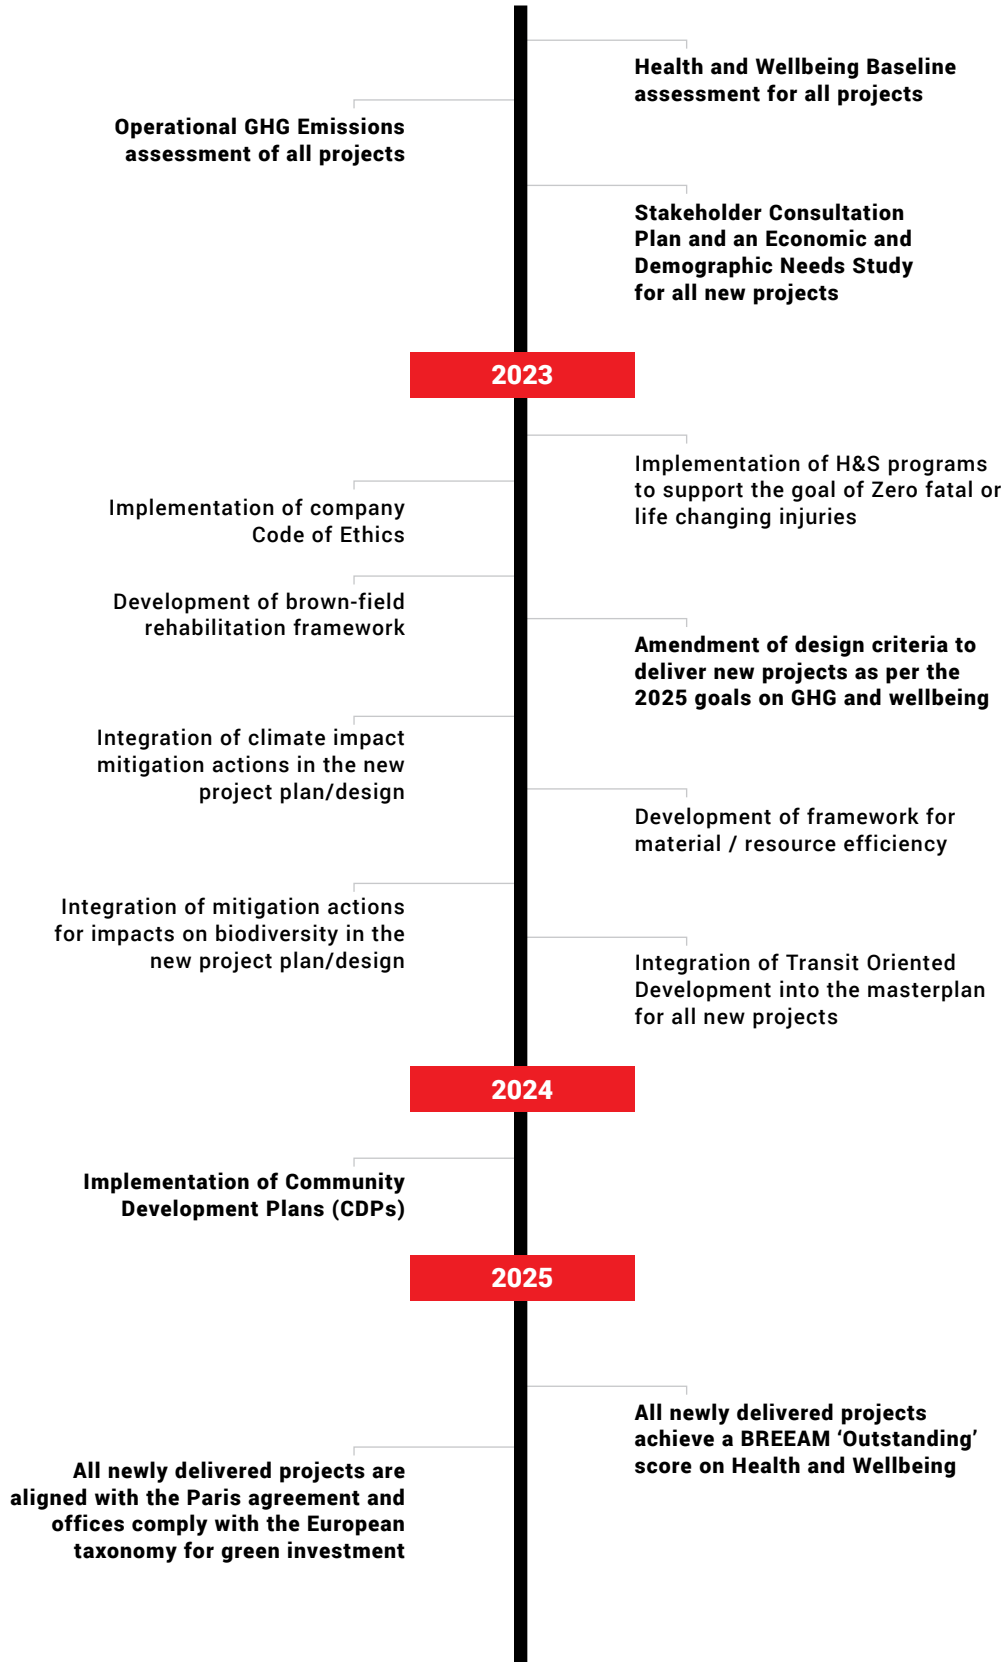 Health and Wellbeing Baseline
assessment for all projects
Operational GHG Emissions
assessment of all projects
Stakeholder Consultation
Plan and an Economic and
Demographic Needs Study
for all new projects
2023
Implementation of H&S programs
to support the goal of Zero fatal or
life changing injuries
Implementation of company
Code of Ethics
Development of brown-field
rehabilitation framework
Amendment of design criteria to
deliver new projects as per the
2025 goals on GHG and wellbeing
Integration of climate impact
mitigation actions in the new
project plan/design
Development of framework for
material / resource efficiency
Integration of mitigation actions
for impacts on biodiversity in the
new project plan/design
Integration of Transit Oriented
Development into the masterplan
for all new projects
2024
Implementation of Community
Development Plans (CDPs)
2025
All newly delivered projects
achieve a BREEAM ‘Outstanding’
score on Health and Wellbeing
All newly delivered projects are
aligned with the Paris agreement and
offices comply with the European
taxonomy for green investment